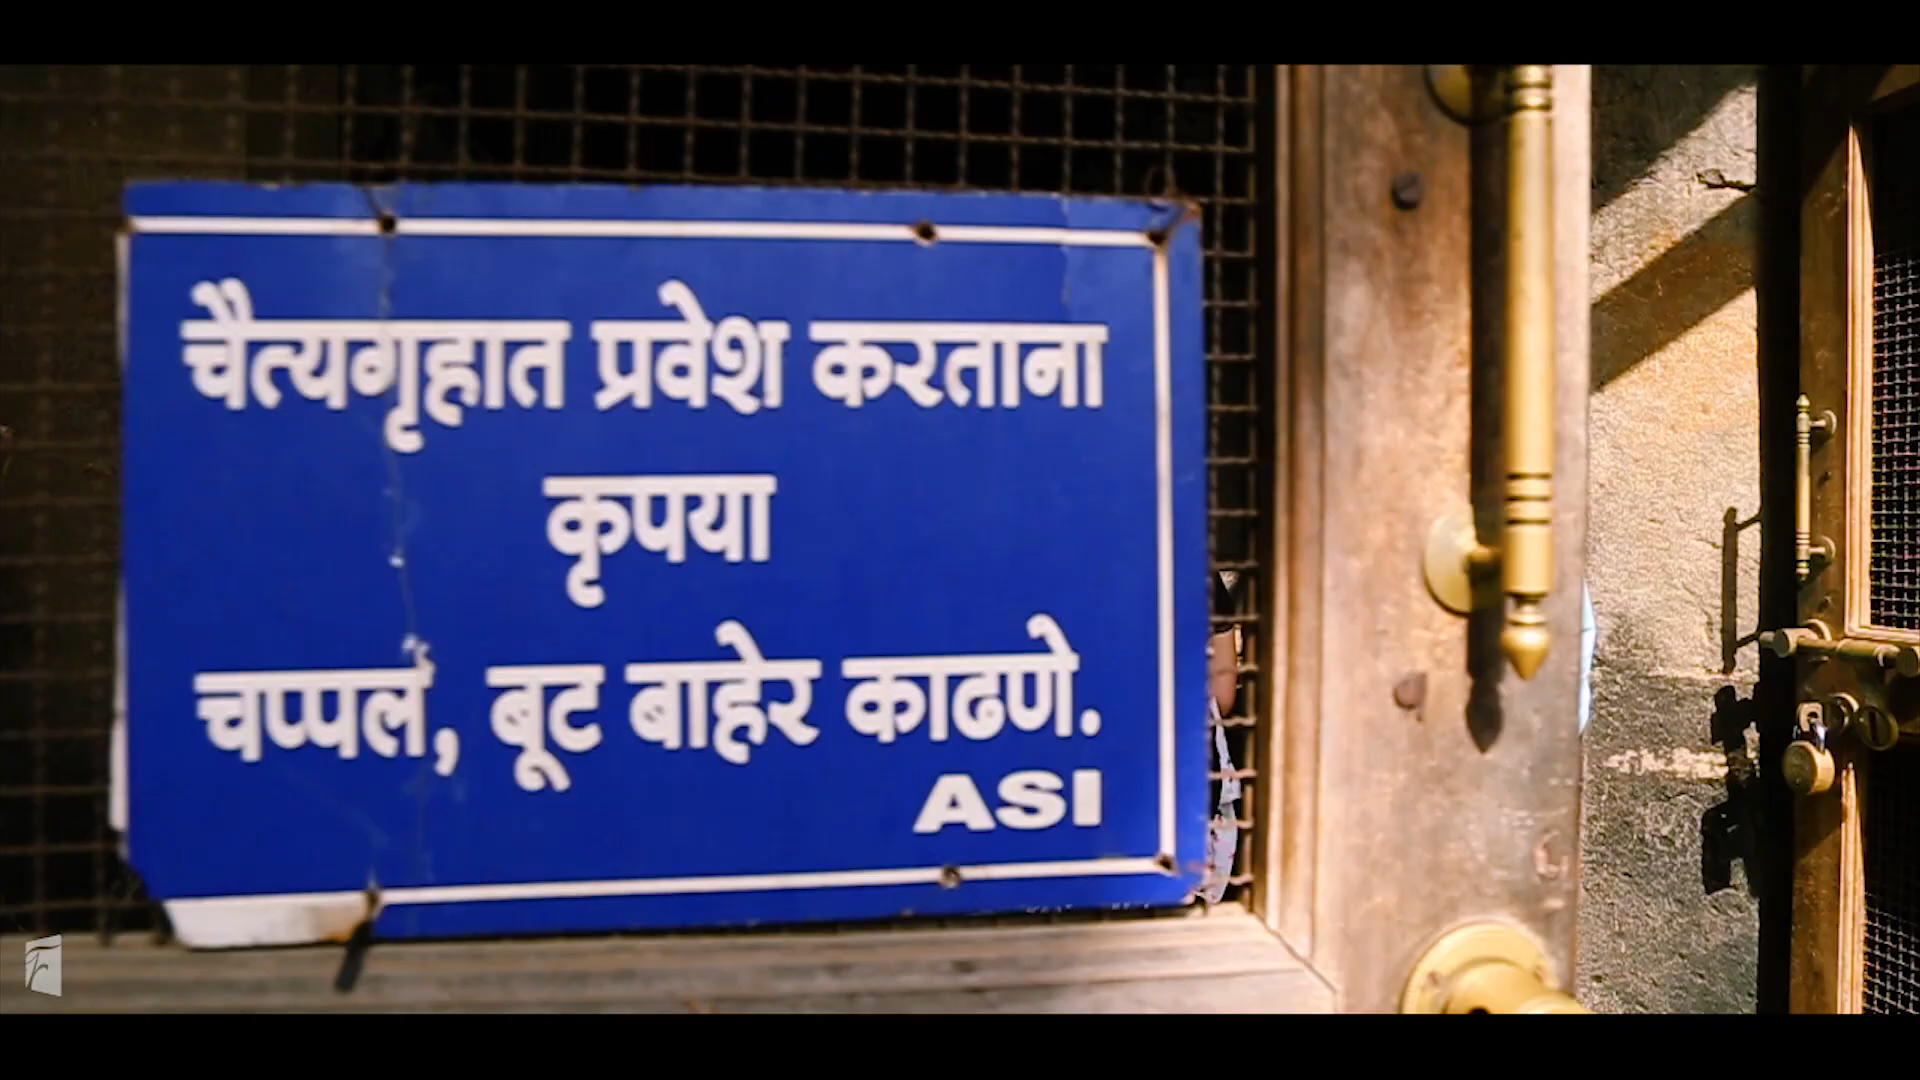 चैत्यगृहात प्रवेश करताना
कृपया
चप्पल, बूट बाहेर काढणे.
ASI